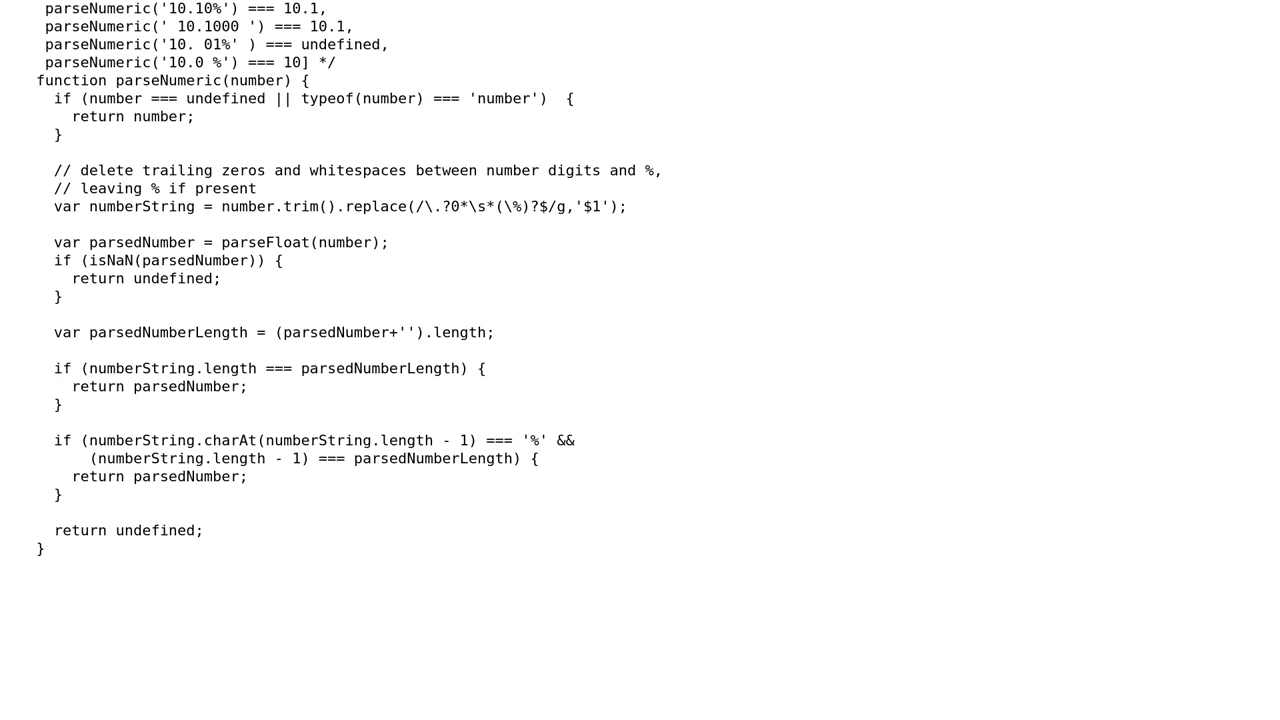 parseNumeric('10.10%') === 10.1,
parseNumeric(' 10.1000 ') === 10.1,
parseNumeric('10. 01%' ) === undefined,
parseNumeric('10.0 %') === 10] */
function parseNumeric(number) {
if (number === undefined || typeof(number) === 'number')  {
return number;
}
// delete trailing zeros and whitespaces between number digits and %,
// leaving % if present
var numberString = number.trim().replace(/\.?0*\s*(\%)?$/g,'$1');
var parsedNumber = parseFloat(number);
if (isNaN(parsedNumber)) {
return undefined;
}
var parsedNumberLength = (parsedNumber+'').length;
if (numberString.length === parsedNumberLength) {
return parsedNumber;
}
if (numberString.charAt(numberString.length - 1) === '%' &&
(numberString.length - 1) === parsedNumberLength) {
return parsedNumber;
}
return undefined;
}